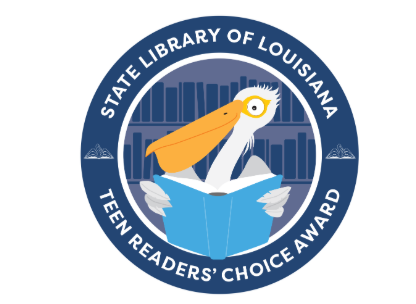 STATE LIBRARY OF LOUISIANA
TEEN READERS' CHOICE AWARD